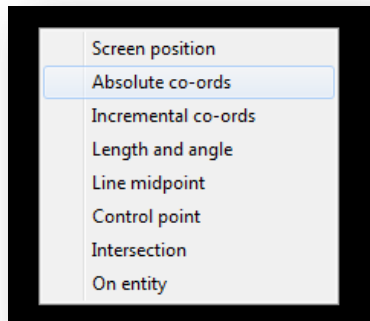 Screen position
Absolute co-ords
Incremental co-ords
Length and angle
Line midpoint
Control point
Intersection
On entity